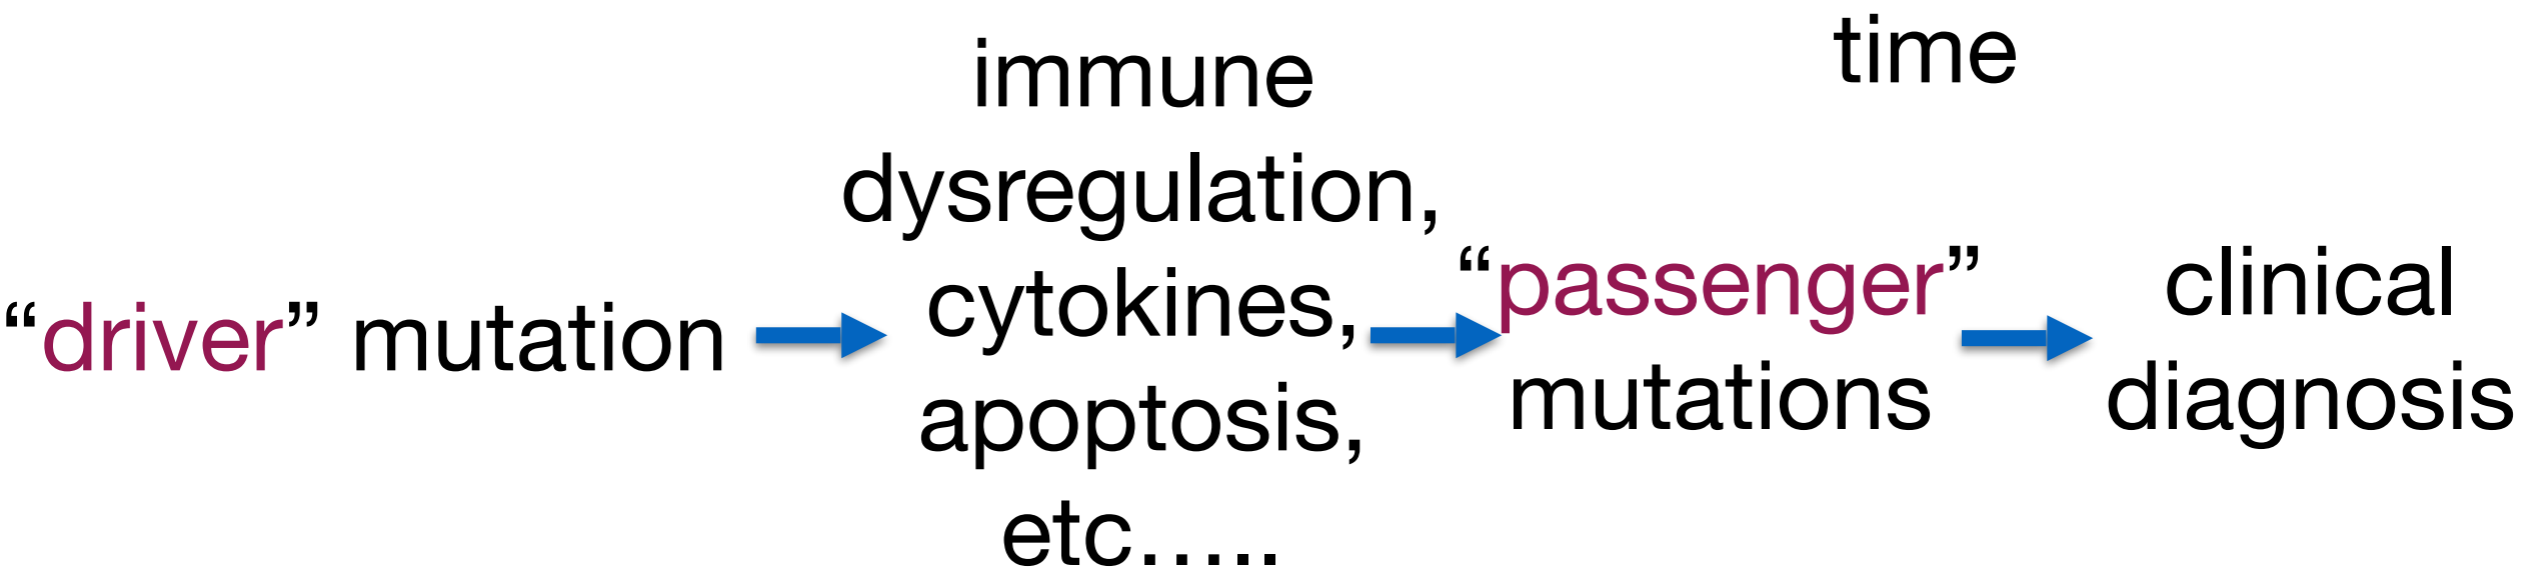 time
“driver” mutation
immune
dysregulation,
cytokines,
apoptosis,
etc…..
“passenger”
mutations
clinical
diagnosis